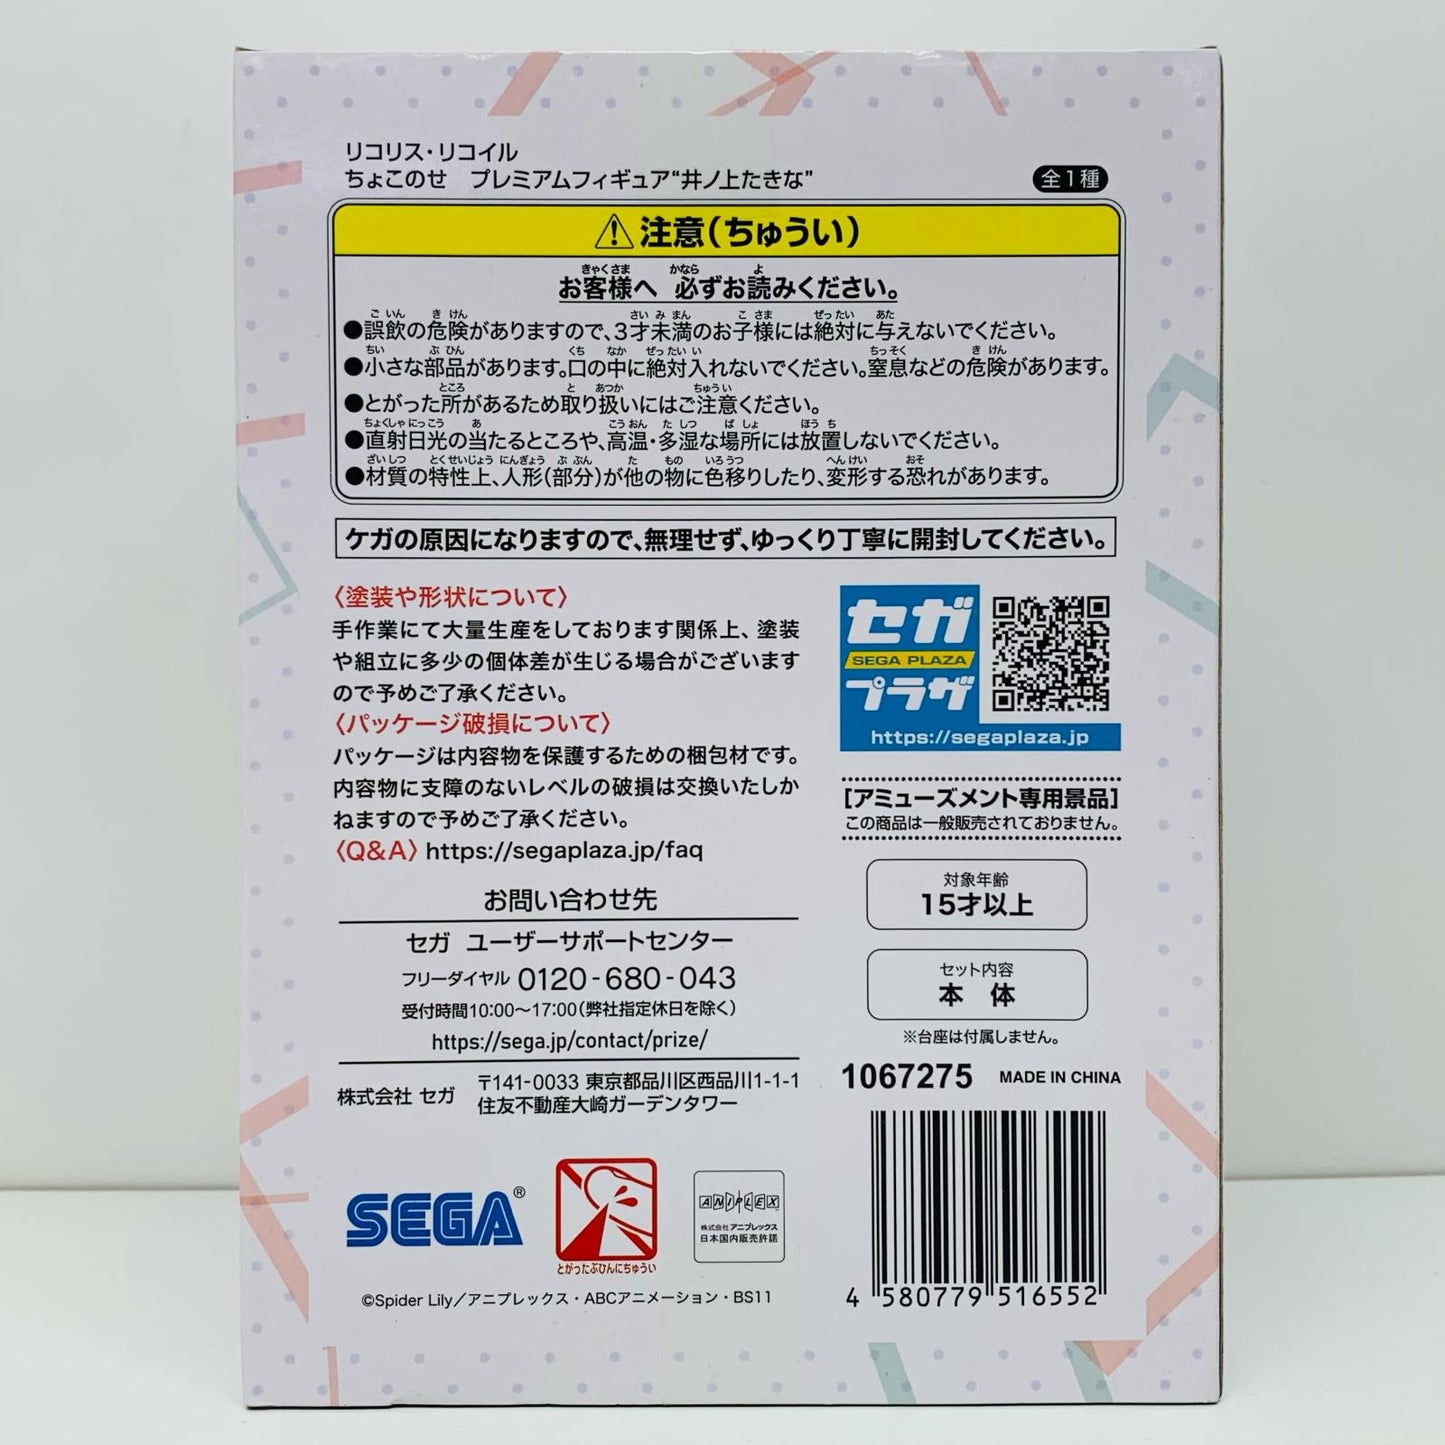 リコリス・リコイル
ちょこのせ プレミアムフィギュア“井ノ上たきな”
全1種
⚠注意(ちゅうい)
お客様へ 必ずお読みください。
●誤飲の危険がありますので、3才未満のお子様には絶対に与えないでください。
●小さな部品があります。口の中に絶対入れないでください。窒息などの危険があります。
●とがった所があるため取り扱いにはご注意ください。
●直射日光の当たるところや、高温・多湿な場所には放置しないでください。
●材質の特性上、人形(部分)が他の物に色移りしたり、変形する恐れがあります。
ケガの原因になりますので、無理せず、ゆっくり丁寧に開封してください。
〈塗装や形状について〉
手作業にて大量生産をしております関係上、塗装
や組立に多少の個体差が生じる場合がございます
ので予めご了承ください。
〈パッケージ破損について〉
パッケージは内容物を保護するための梱包材です。
内容物に支障のないレベルの破損は交換いたしか
ねますので予めご了承ください。
〈Q&A〉https://segaplaza.jp/faq
お問い合わせ先
セガ ユーザーサポートセンター
フリーダイヤル 0120-680-043
受付時間10:00〜17:00(弊社指定休日を除く)
https://sega.jp/contact/prize/
株式会社 セガ
〒141-0033 東京都品川区西品川1-1-1
住友不動産大崎ガーデンタワー
セガ
SEGA PLAZA
プラザ
https://segaplaza.jp
[アミューズメント専用景品]
この商品は一般販売されておりません。
対象年齢
15才以上
セット内容
本 体
※台座は付属しません。
1067275 MADE IN CHINA
4 580779 516552
SEGA®
とがったぶひんにちゅうい
ANIPLEX
株式会社アニプレックス
日本国内販売許諾
©Spider Lily／アニプレックス・ABCアニメーション・BS11